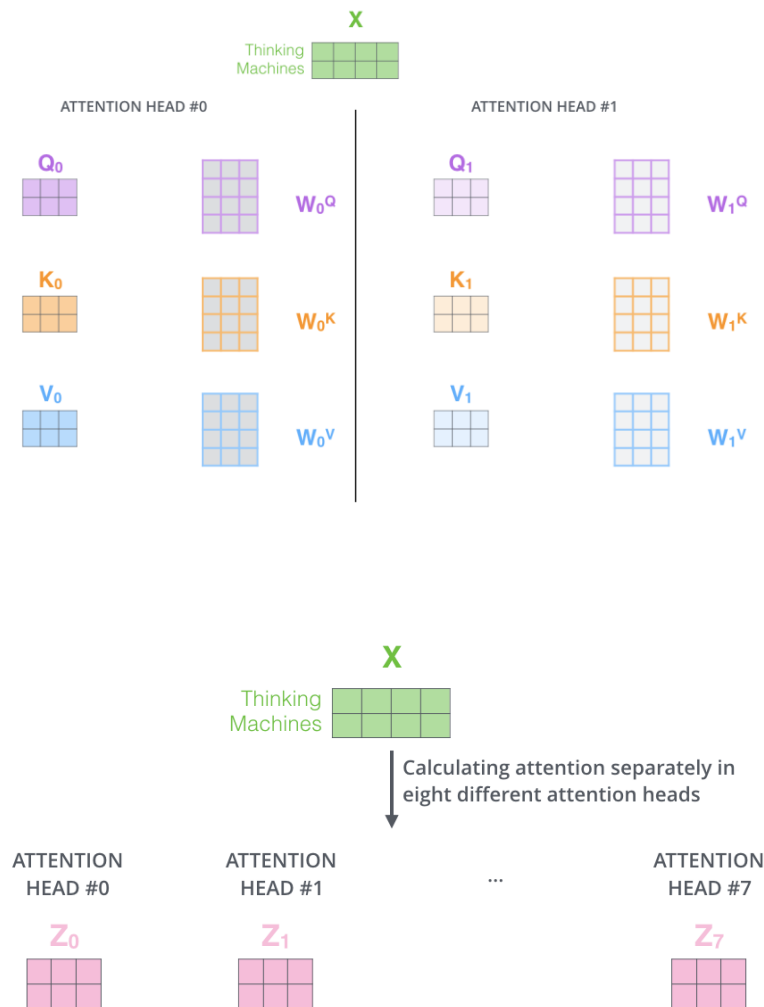 X
Thinking
Machines
ATTENTION HEAD #0
ATTENTION HEAD #1
Q₀
W₀Q
K₀
W₀K
V₀
W₀V
Q₁
W₁Q
K₁
W₁K
V₁
W₁V
X
Thinking
Machines
Calculating attention separately in
eight different attention heads
ATTENTION
HEAD #0
ATTENTION
HEAD #1
...
ATTENTION
HEAD #7
Z₀
Z₁
Z₇